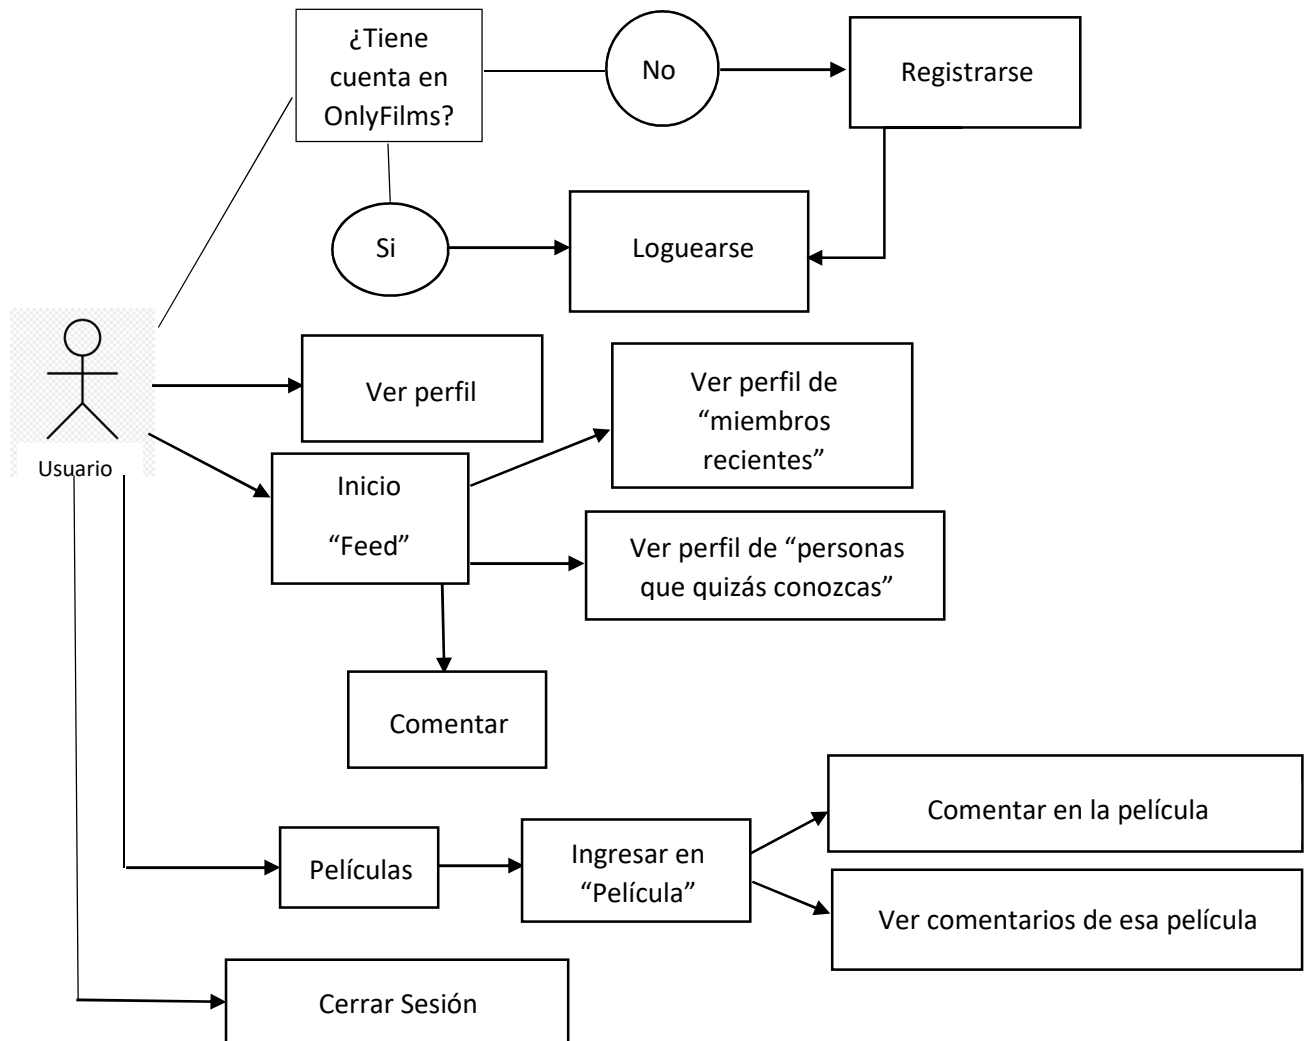 ¿Tiene
cuenta en
OnlyFilms?
No
Registrarse
Si
Loguearse
Usuario
Ver perfil
Inicio
“Feed”
Ver perfil de
“miembros
recientes”
Ver perfil de “personas
que quizás conozcas”
Comentar
Películas
Ingresar en
“Película”
Comentar en la película
Ver comentarios de esa película
Cerrar Sesión